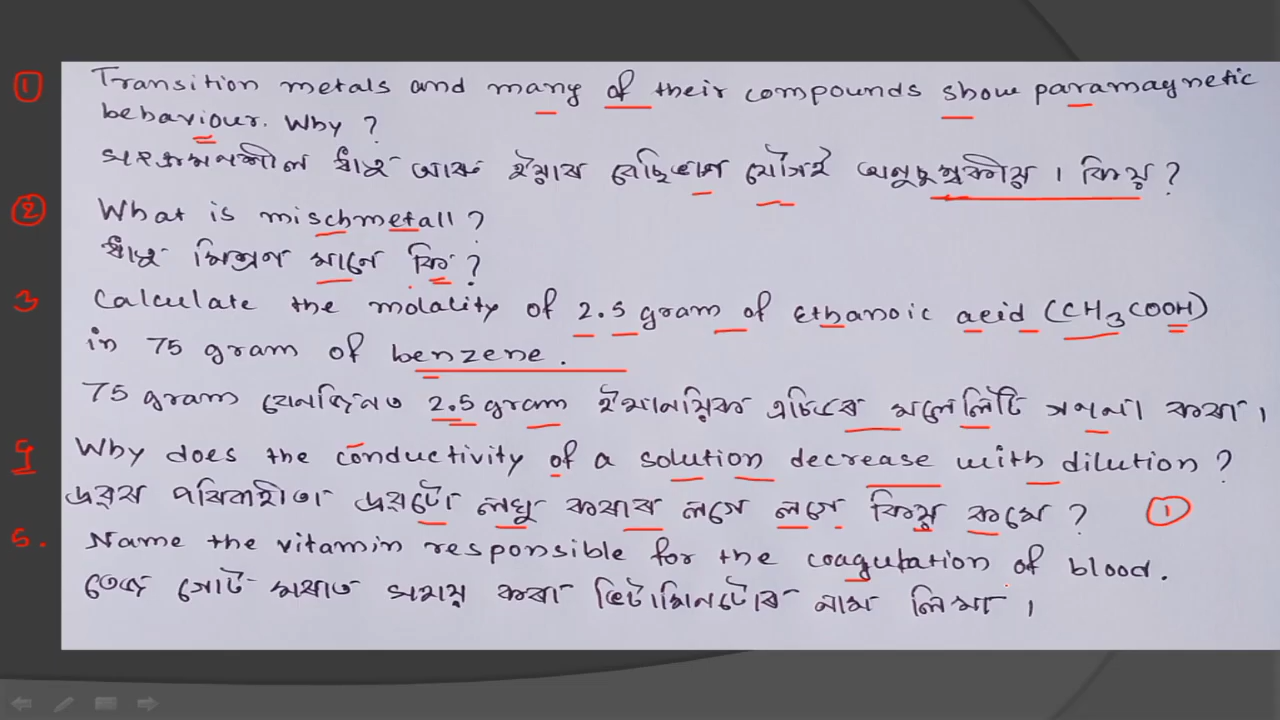 ① Transition metals and many of their compounds show paramagnetic
behaviour. Why ?
সংক্ৰমণশীল ধাতু আৰু ইয়াৰ বেছিভাগ যৌগই অনুচুম্বকীয় । কিয় ?
② What is mischmetall ?
ধাতু মিশ্ৰণ মানে কি ?
3 Calculate the molality of 2.5 gram of ethanoic acid (CH3COOH)
in 75 gram of benzene .
75 gram বেনজিনত 2.5 gram ইথানয়িক এচিডৰ মলেলিটি গণনা কৰা ।
4 Why does the conductivity of a solution decrease with dilution ?
দ্ৰৱৰ পৰিবাহীতা দ্ৰৱটো লঘু কৰাৰ লগে লগে কিয় কমে ? ①
5. Name the vitamin responsible for the coagulation of blood.
তেজ গোট মৰাত সহায় কৰা ভিটামিনটোৰ নাম লিখা ।